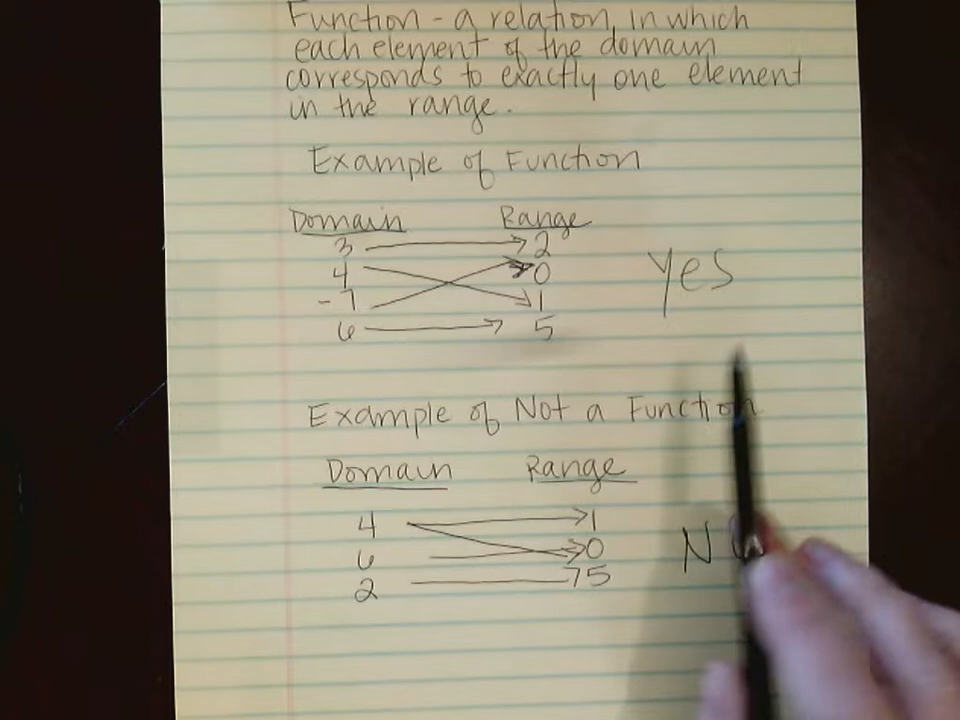 Function - a relation in which
each element of the domain
corresponds to exactly one element
in the range.
Example of Function
Domain Range
3 2
4 0
-7 1
6 5
yes
Example of Not a Function
Domain Range
4 1
6 0
2 5
No